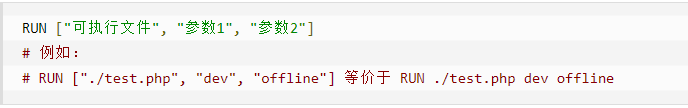 RUN ["可执行文件", "参数1", "参数2"]
# 例如：
# RUN ["./test.php", "dev", "offline"] 等价于 RUN ./test.php dev offline